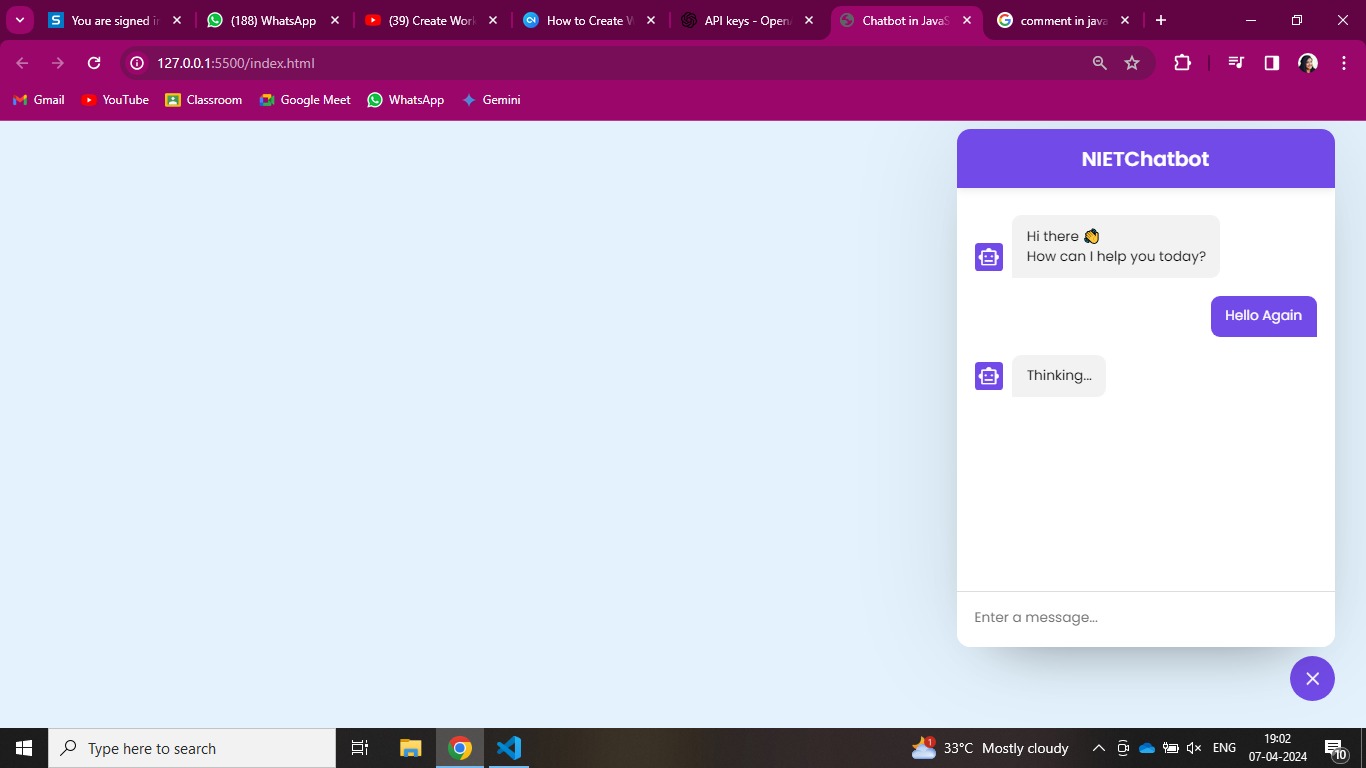 You are signed i
(188) WhatsApp
(39) Create Work
How to Create W
API keys - Open
Chatbot in JavaS
comment in java
127.0.0.1:5500/index.html
Gmail
YouTube
Classroom
Google Meet
WhatsApp
Gemini
NIETChatbot
Hi there 👋
How can I help you today?
Hello Again
Thinking...
Enter a message...
Type here to search
1
33°C Mostly cloudy
ENG
19:02
07-04-2024
10